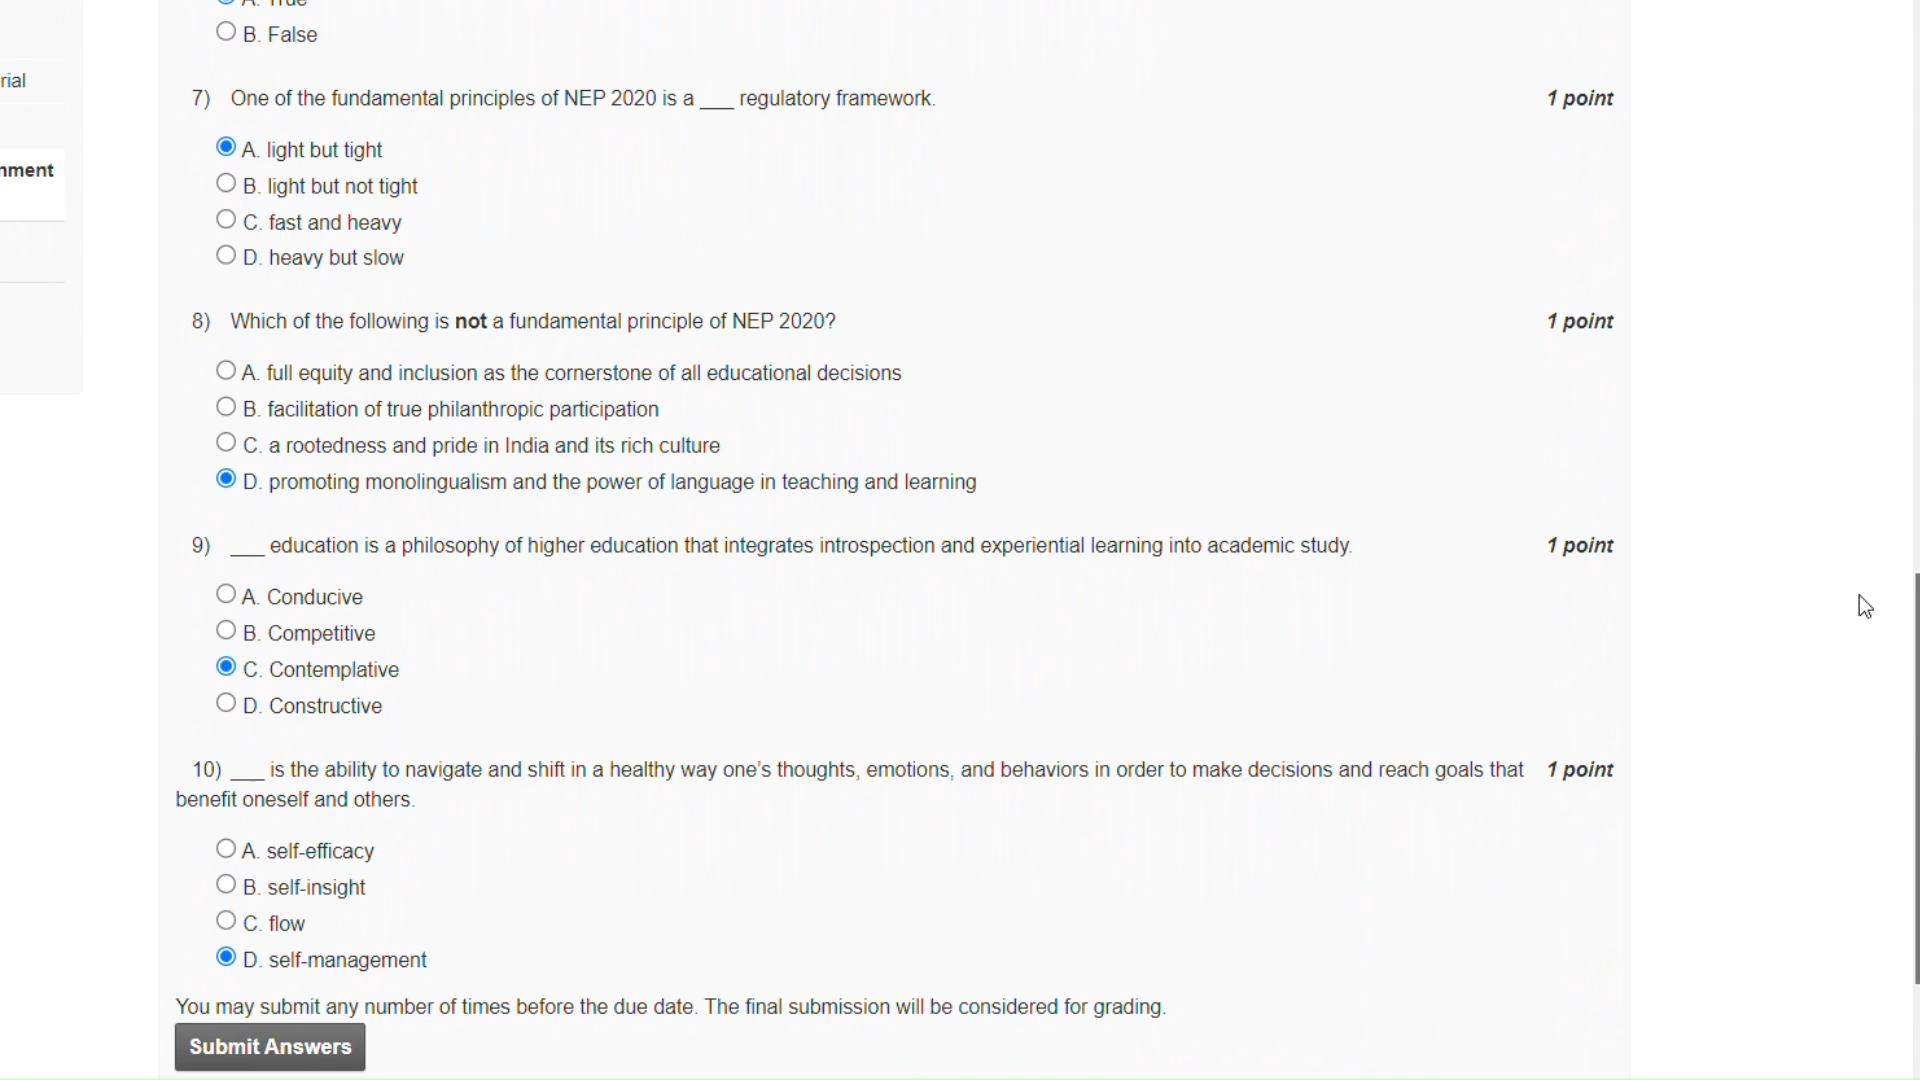 B. False
rial
7) One of the fundamental principles of NEP 2020 is a ___ regulatory framework. 1 point
nment
A. light but tight
B. light but not tight
C. fast and heavy
D. heavy but slow
8) Which of the following is not a fundamental principle of NEP 2020? 1 point
A. full equity and inclusion as the cornerstone of all educational decisions
B. facilitation of true philanthropic participation
C. a rootedness and pride in India and its rich culture
D. promoting monolingualism and the power of language in teaching and learning
9) ___ education is a philosophy of higher education that integrates introspection and experiential learning into academic study. 1 point
A. Conducive
B. Competitive
C. Contemplative
D. Constructive
10) ___ is the ability to navigate and shift in a healthy way one's thoughts, emotions, and behaviors in order to make decisions and reach goals that 1 point
benefit oneself and others.
A. self-efficacy
B. self-insight
C. flow
D. self-management
You may submit any number of times before the due date. The final submission will be considered for grading.
Submit Answers